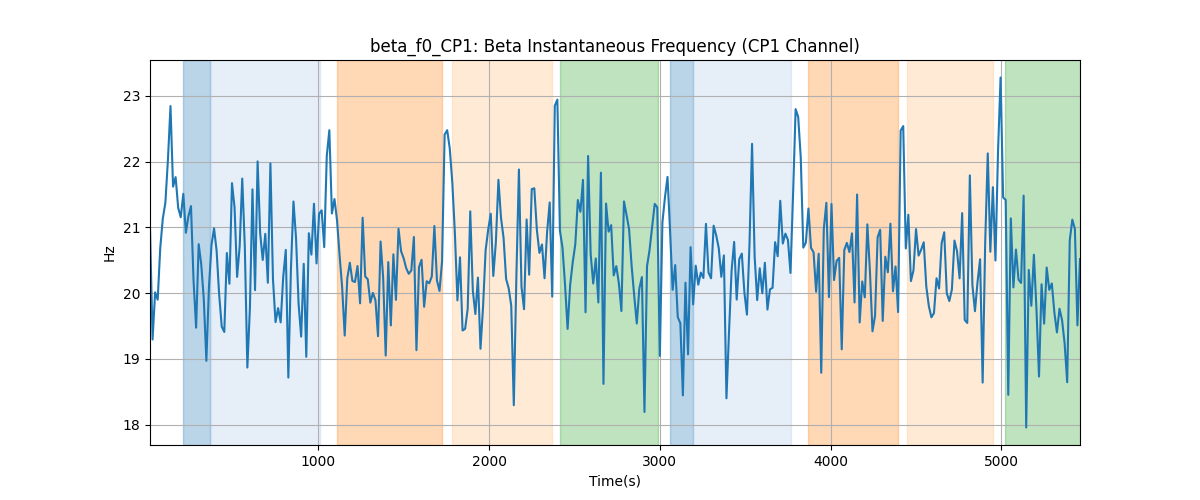 beta_f0_CP1: Beta Instantaneous Frequency (CP1 Channel)
Hz
23
22
21
20
19
18
1000 2000 3000 4000 5000
Time(s)